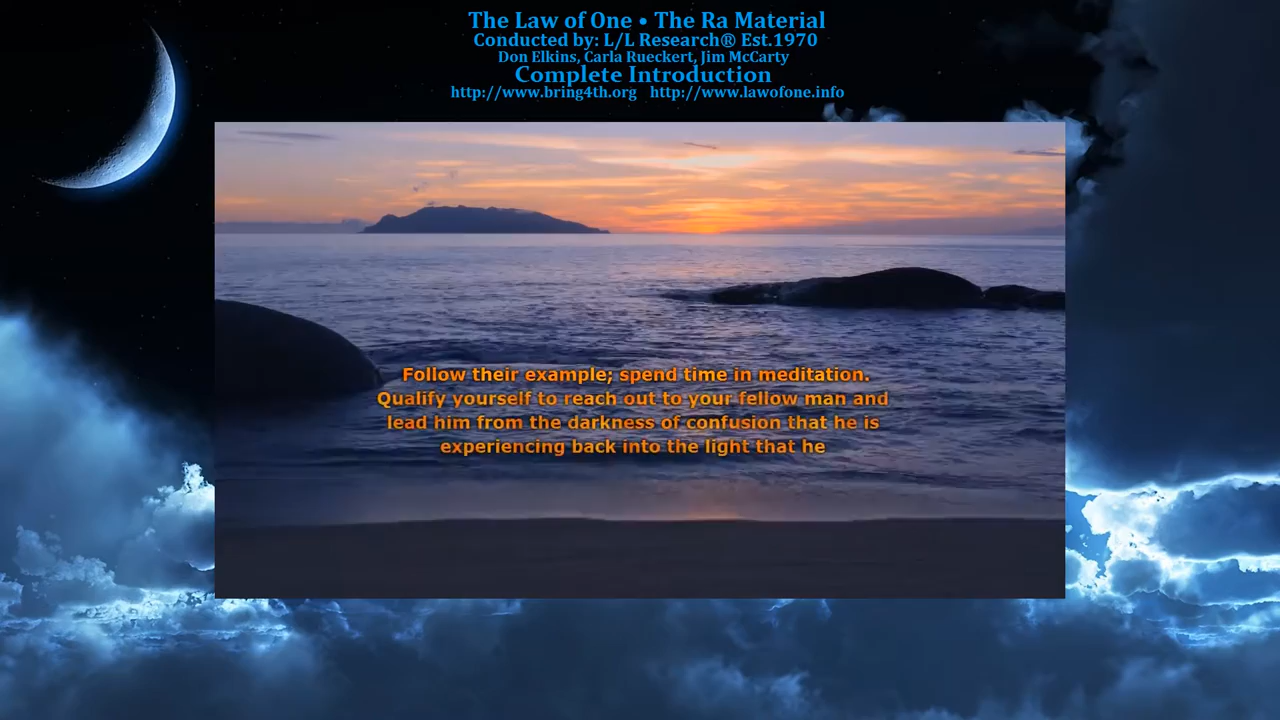 The Law of One • The Ra Material
Conducted by: L/L Research® Est.1970
Don Elkins, Carla Rueckert, Jim McCarty
Complete Introduction
http://www.bring4th.org http://www.lawofone.info
Follow their example; spend time in meditation.
Qualify yourself to reach out to your fellow man and
lead him from the darkness of confusion that he is
experiencing back into the light that he